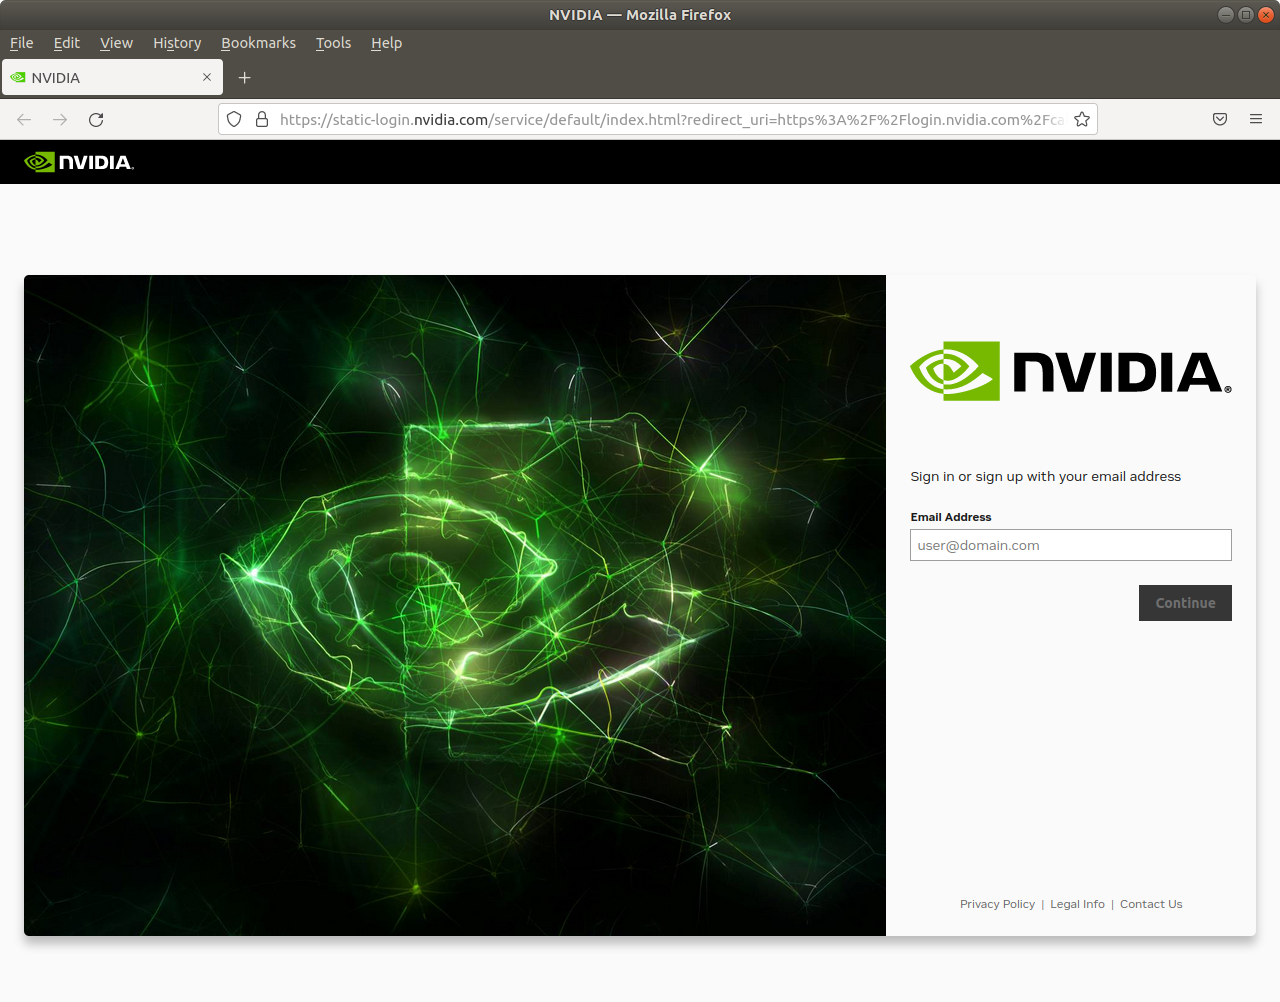 NVIDIA — Mozilla Firefox
File Edit View History Bookmarks Tools Help
NVIDIA
https://static-login.nvidia.com/service/default/index.html?redirect_uri=https%3A%2F%2Flogin.nvidia.com%2Fca
NVIDIA.
NVIDIA®
Sign in or sign up with your email address
Email Address
user@domain.com
Continue
Privacy Policy | Legal Info | Contact Us